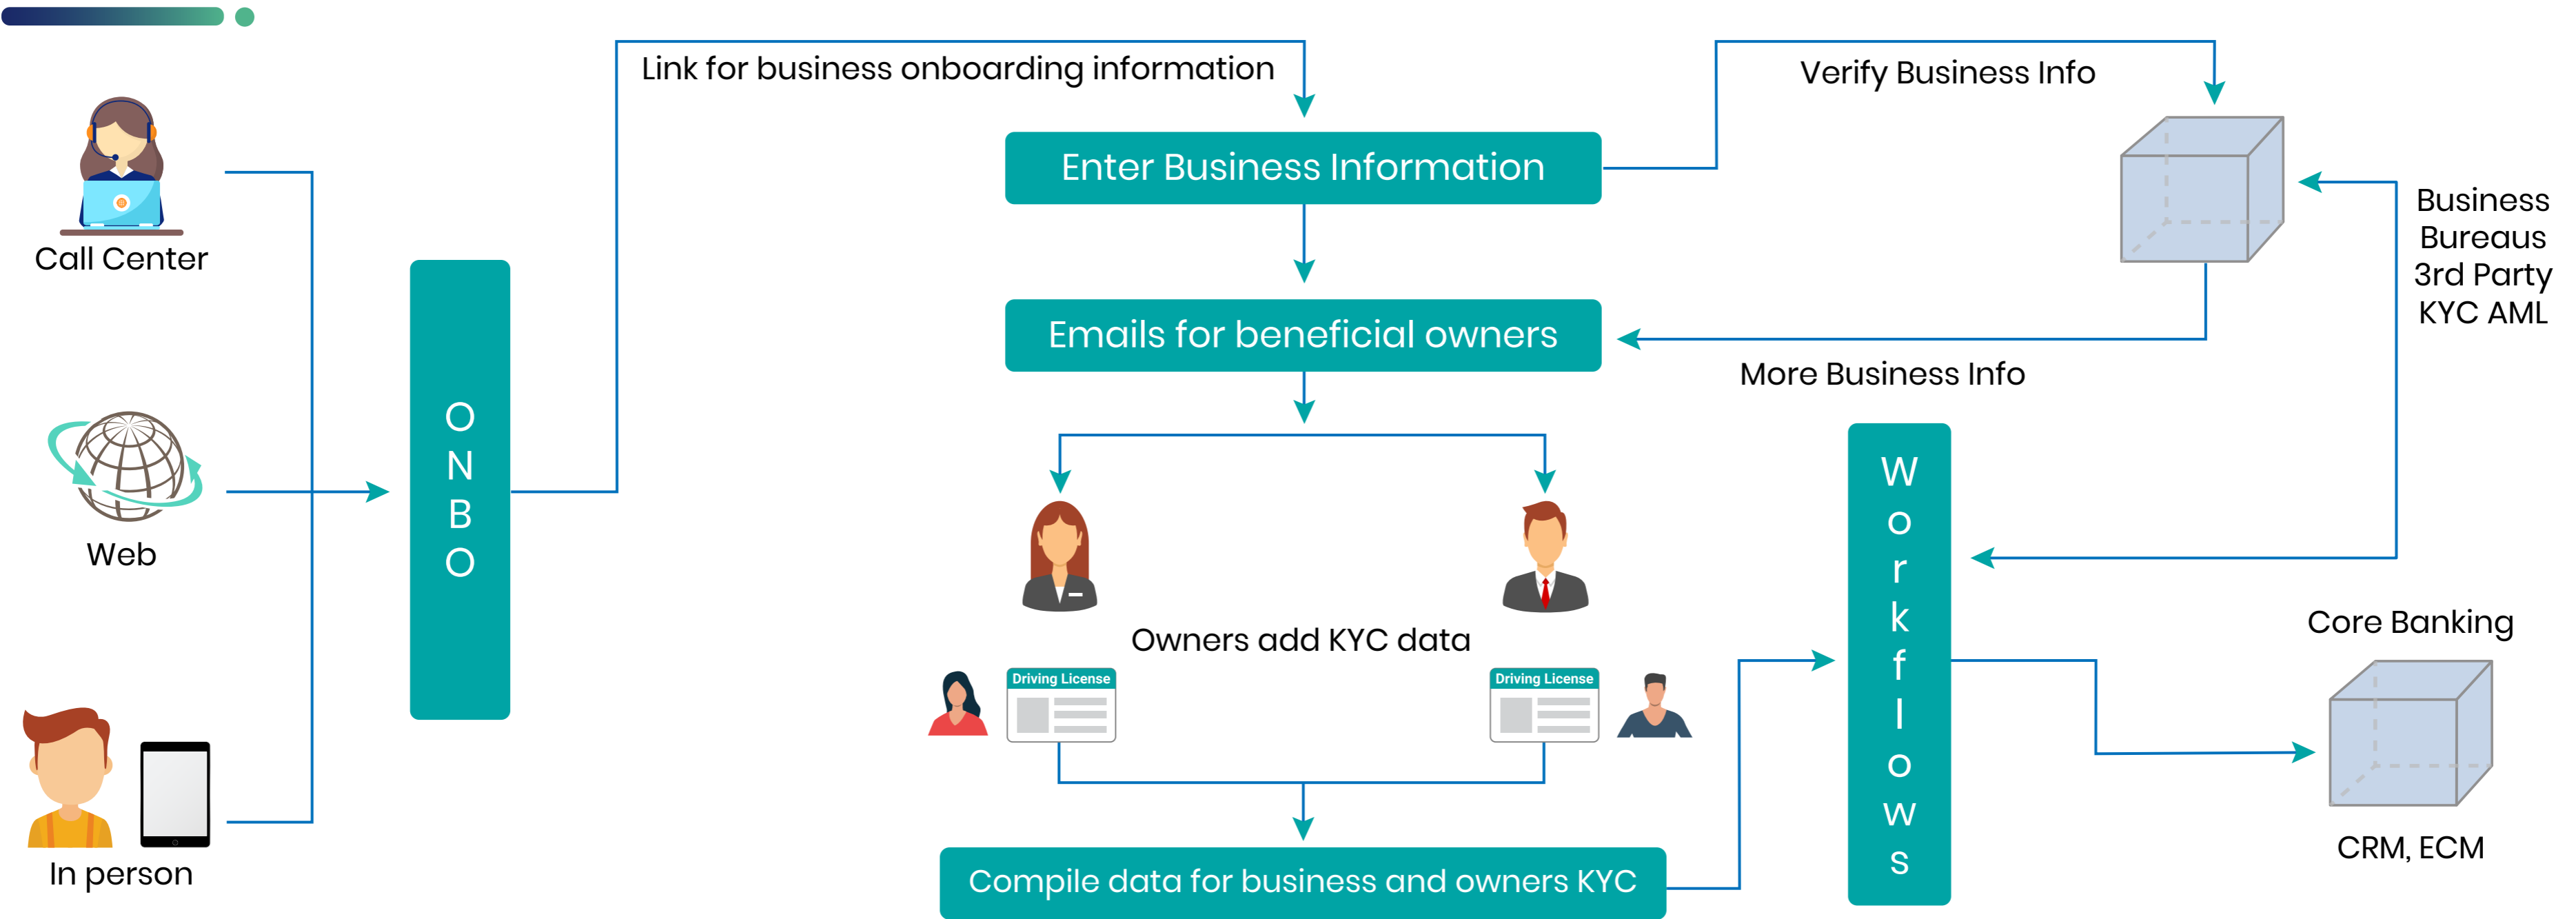 Link for business onboarding information
Verify Business Info
Enter Business Information
Business
Bureaus
3rd Party
KYC AML
Call Center
Emails for beneficial owners
More Business Info
ONBO
Web
Workflows
Owners add KYC data
Core Banking
Driving License
Driving License
CRM, ECM
In person
Compile data for business and owners KYC